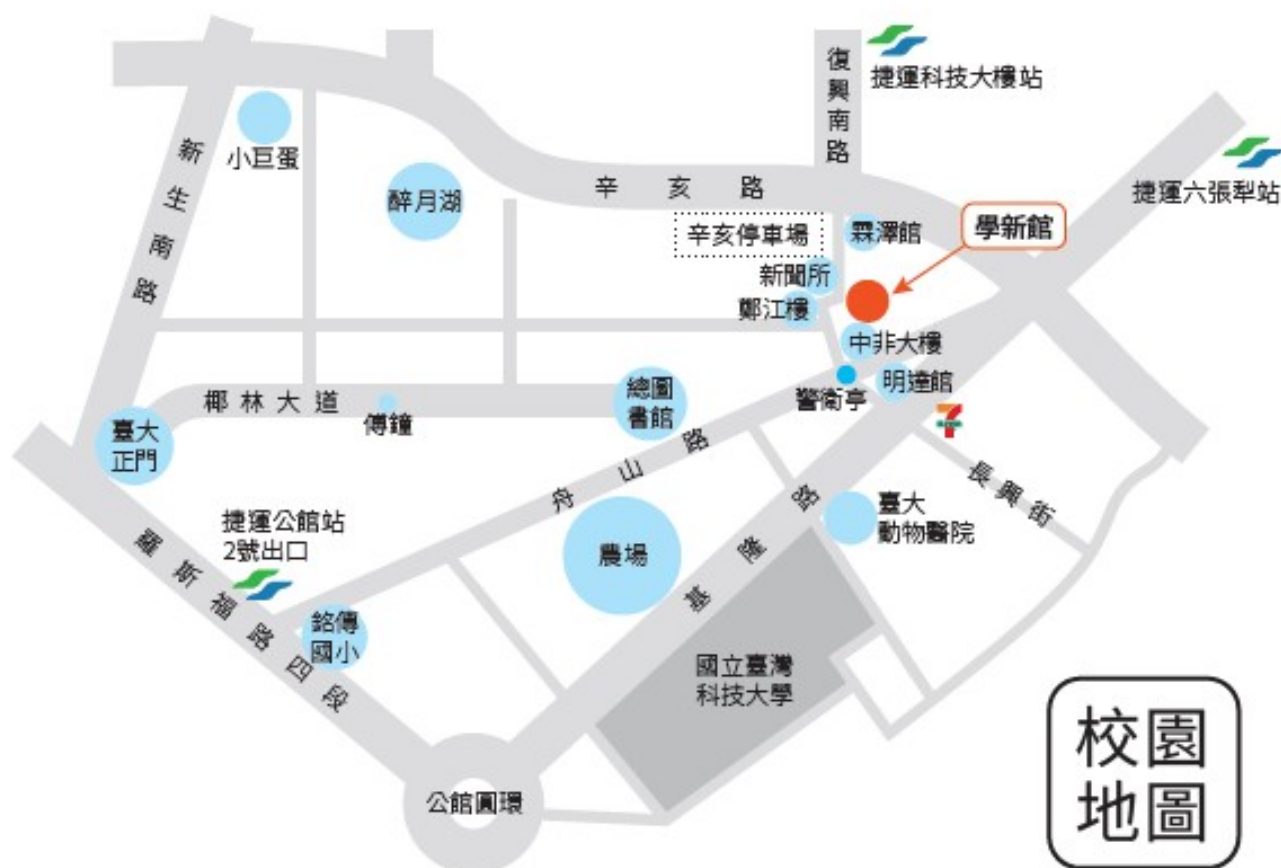 復興南路
捷運科技大樓站
新生南路
小巨蛋
醉月湖
辛亥路
捷運六張犁站
學新館
辛亥停車場
霖澤館
新聞所
鄭江樓
中非大樓
明達館
警衛亭
椰林大道
傅鐘
總圖
書館
臺大
正門
舟山路
長興街
捷運公館站
2號出口
臺大
動物醫院
農場
基隆路
羅斯福路四段
銘傳
國小
國立臺灣
科技大學
公館圓環
校園
地圖